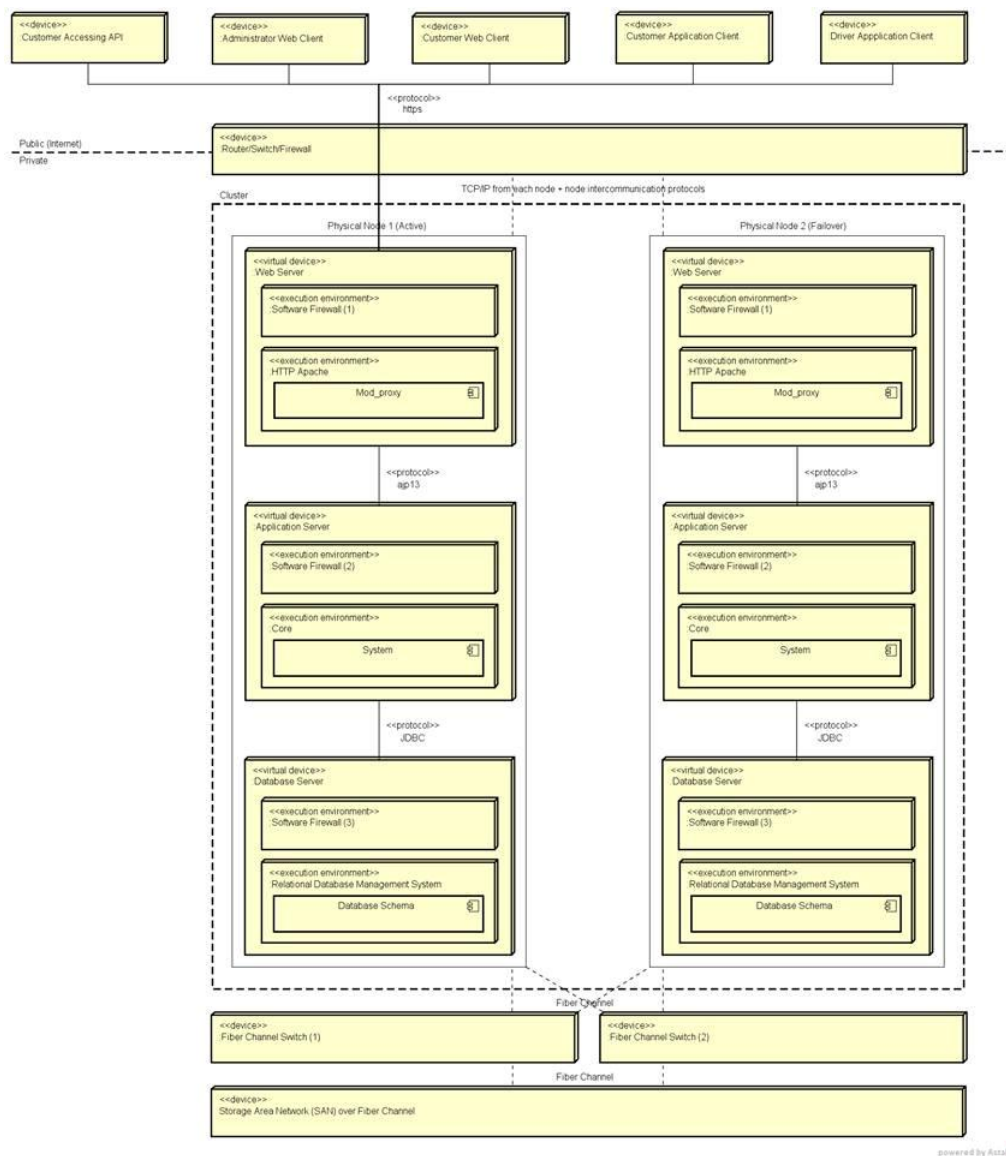 <<device>>
:Customer Accessing API
<<device>>
:Administrator Web Client
<<device>>
:Customer Web Client
<<device>>
:Customer Application Client
<<device>>
:Driver Appplication Client
<<protocol>>
https
Public (Internet)
Private
<<device>>
:Router/Switch/Firewall
TCP/IP from each node + node intercommunication protocols
Cluster
Physical Node 1 (Active)
<<virtual device>>
:Web Server
<<execution environment>>
:Software Firewall (1)
<<execution environment>>
:HTTP Apache
Mod_proxy
<<protocol>>
ajp13
<<virtual device>>
:Application Server
<<execution environment>>
:Software Firewall (2)
<<execution environment>>
:Core
System
<<protocol>>
JDBC
<<virtual device>>
:Database Server
<<execution environment>>
:Software Firewall (3)
<<execution environment>>
:Relational Database Management System
Database Schema
Physical Node 2 (Failover)
<<virtual device>>
:Web Server
<<execution environment>>
:Software Firewall (1)
<<execution environment>>
:HTTP Apache
Mod_proxy
<<protocol>>
ajp13
<<virtual device>>
:Application Server
<<execution environment>>
:Software Firewall (2)
<<execution environment>>
:Core
System
<<protocol>>
JDBC
<<virtual device>>
:Database Server
<<execution environment>>
:Software Firewall (3)
<<execution environment>>
:Relational Database Management System
Database Schema
Fiber Channel
<<device>>
:Fiber Channel Switch (1)
<<device>>
:Fiber Channel Switch (2)
Fiber Channel
<<device>>
:Storage Area Network (SAN) over Fiber Channel
powered by